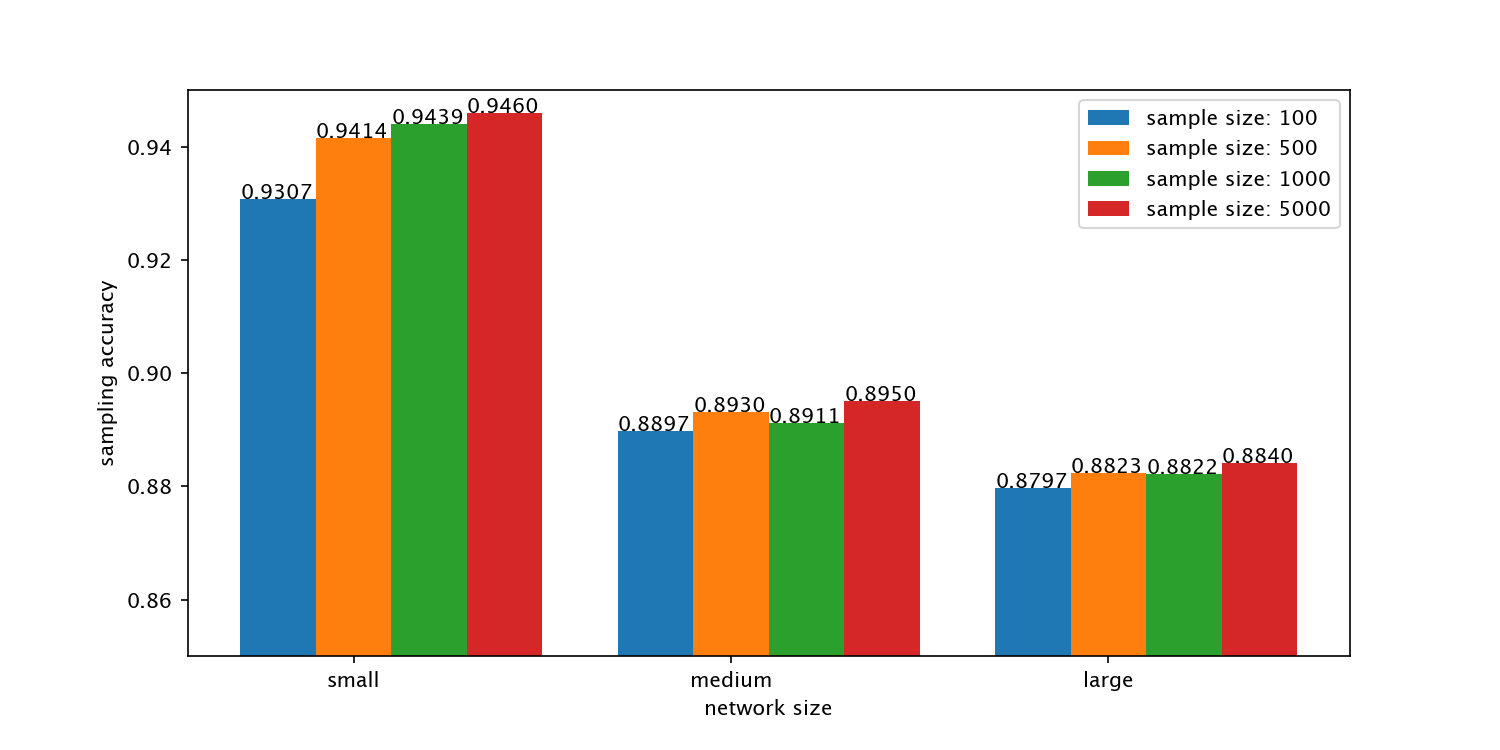 sample size: 100
sample size: 500
sample size: 1000
sample size: 5000
0.9307
0.9414
0.9439
0.9460
0.8897
0.8930
0.8911
0.8950
0.8797
0.8823
0.8822
0.8840
0.94
0.92
0.90
0.88
0.86
sampling accuracy
small
medium
large
network size